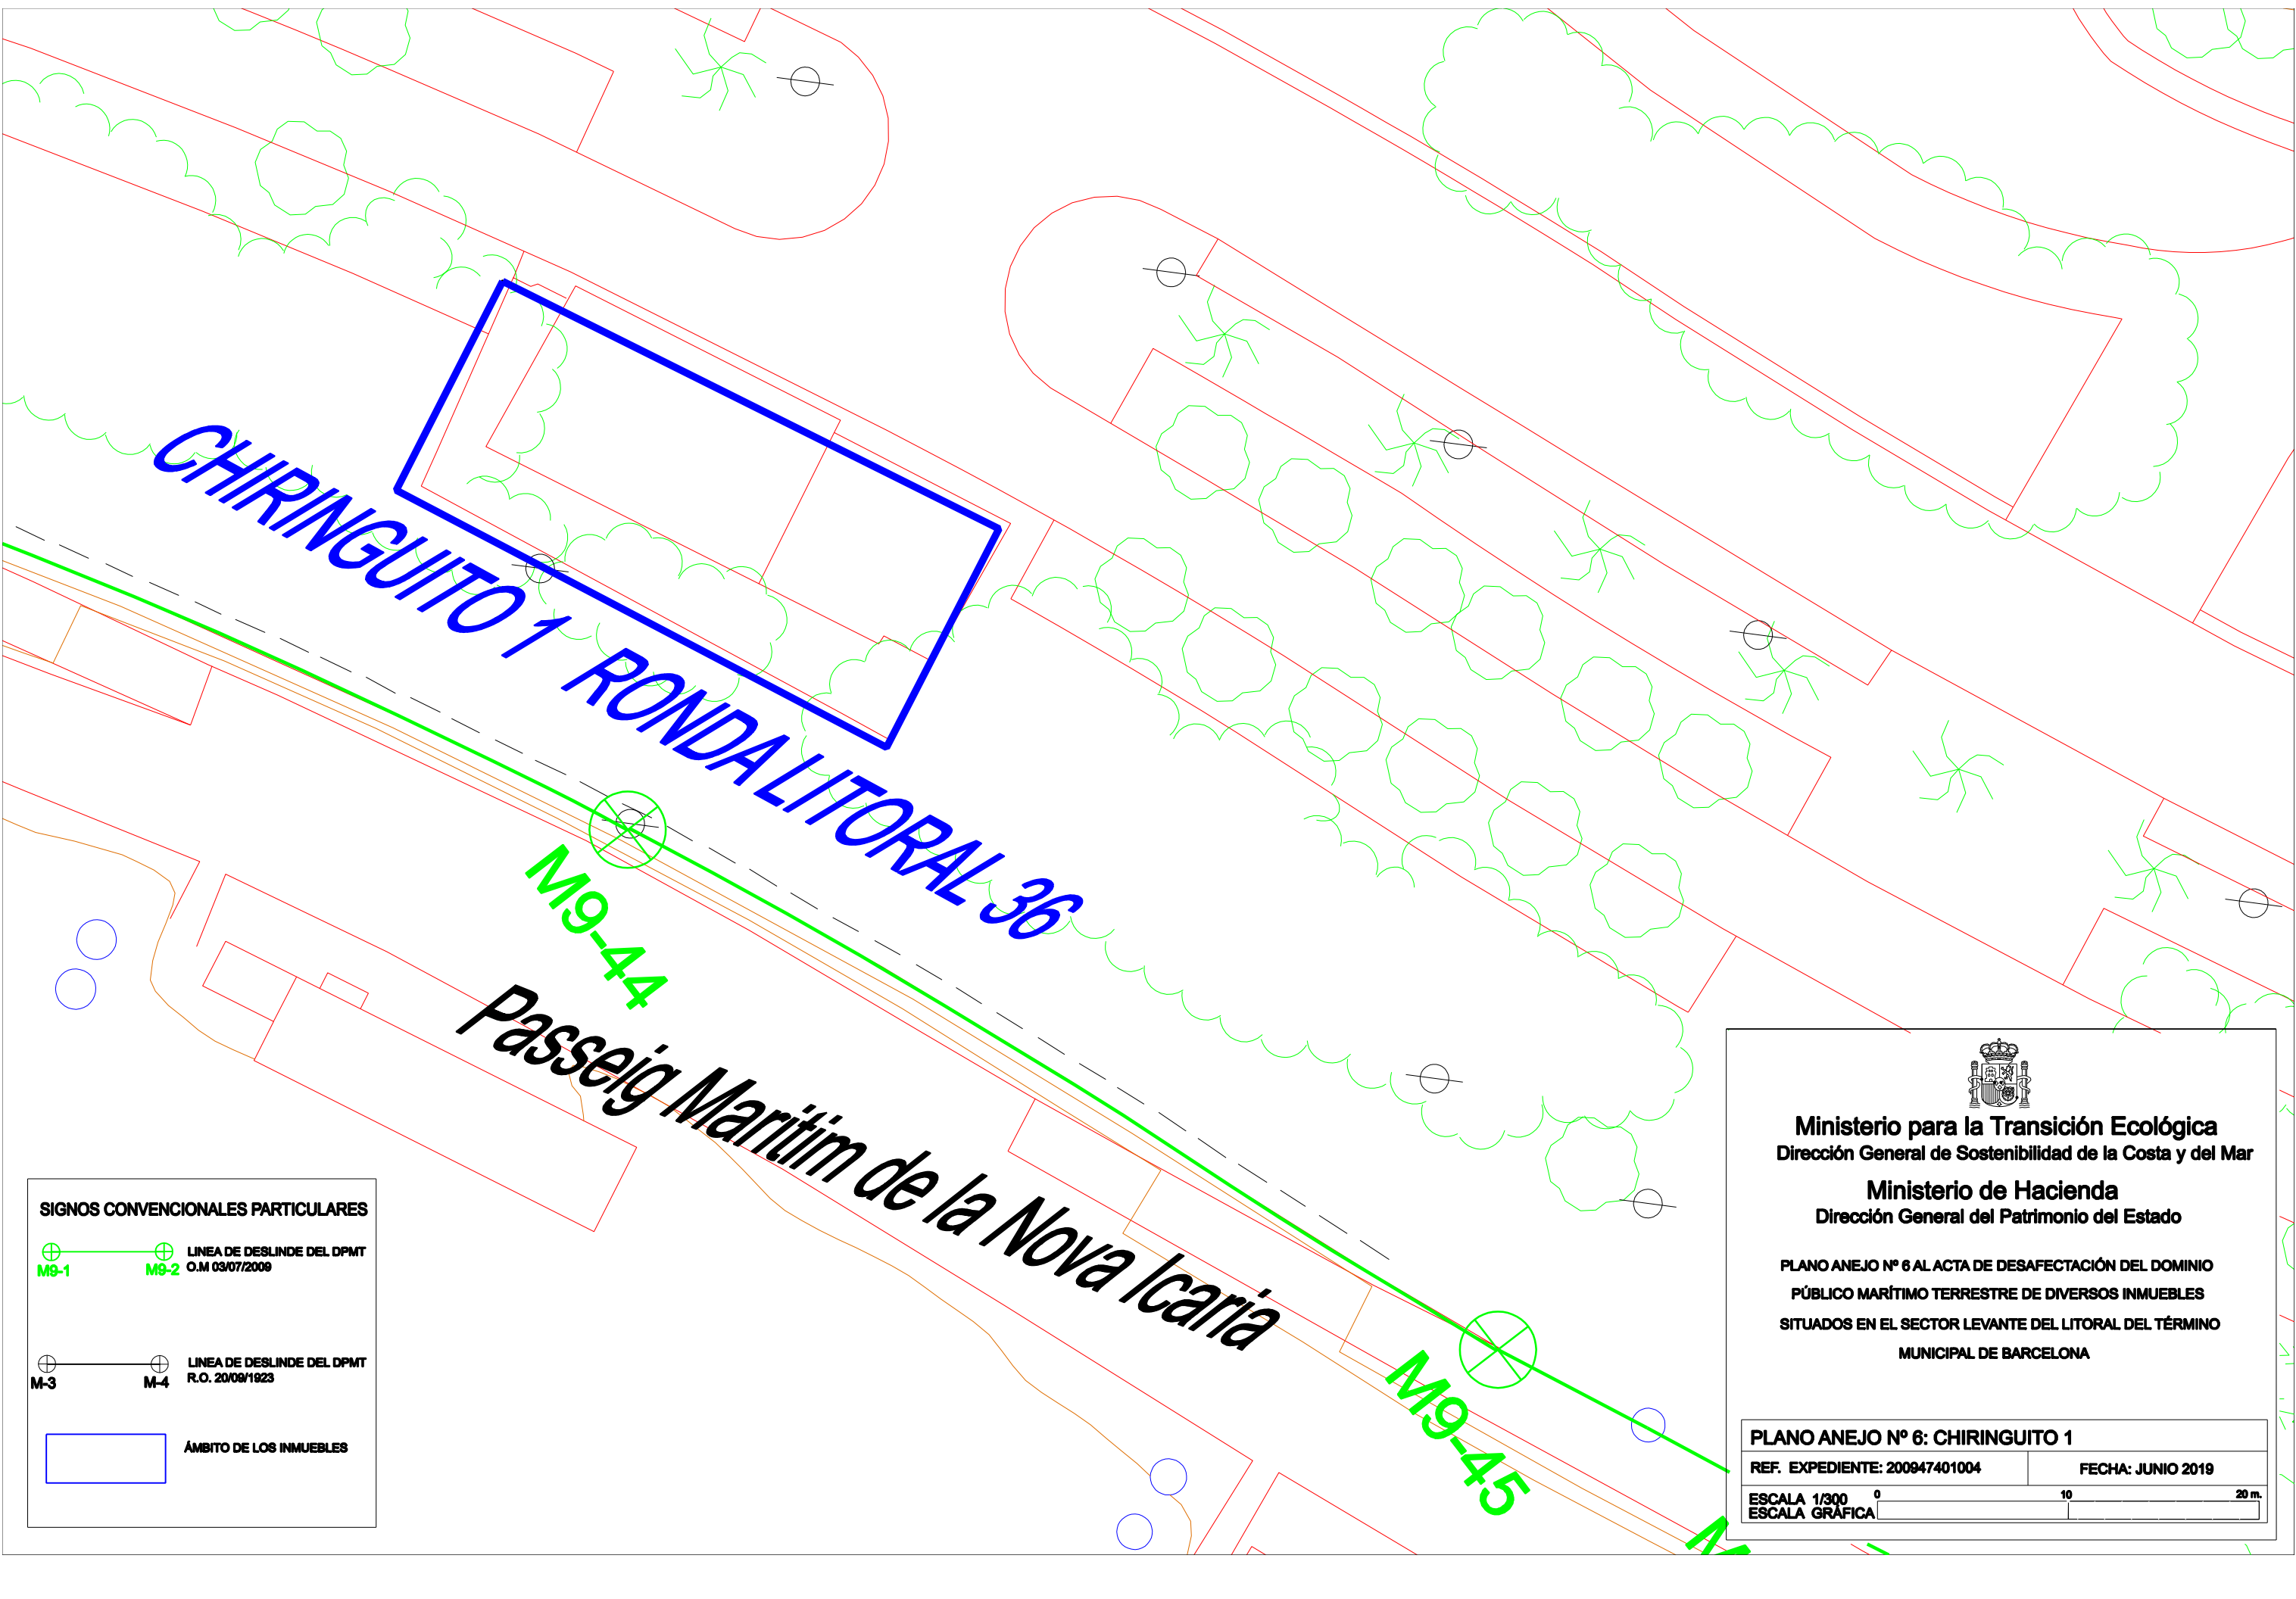 CHIRINGUITO 1 RONDA LITORAL 36
M9-44
Passeig Maritim de la Nova Icaria
M9-45
M
SIGNOS CONVENCIONALES PARTICULARES
M9-1
M9-2
LINEA DE DESLINDE DEL DPMT
O.M 03/07/2009
M-3
M-4
LINEA DE DESLINDE DEL DPMT
R.O. 20/09/1923
ÁMBITO DE LOS INMUEBLES
Ministerio para la Transición Ecológica
Dirección General de Sostenibilidad de la Costa y del Mar
Ministerio de Hacienda
Dirección General del Patrimonio del Estado
PLANO ANEJO Nº 6 AL ACTA DE DESAFECTACIÓN DEL DOMINIO
PÚBLICO MARÍTIMO TERRESTRE DE DIVERSOS INMUEBLES
SITUADOS EN EL SECTOR LEVANTE DEL LITORAL DEL TÉRMINO
MUNICIPAL DE BARCELONA
PLANO ANEJO Nº 6: CHIRINGUITO 1
REF. EXPEDIENTE: 200947401004
FECHA: JUNIO 2019
ESCALA 1/300
ESCALA GRÁFICA
0
10
20 m.